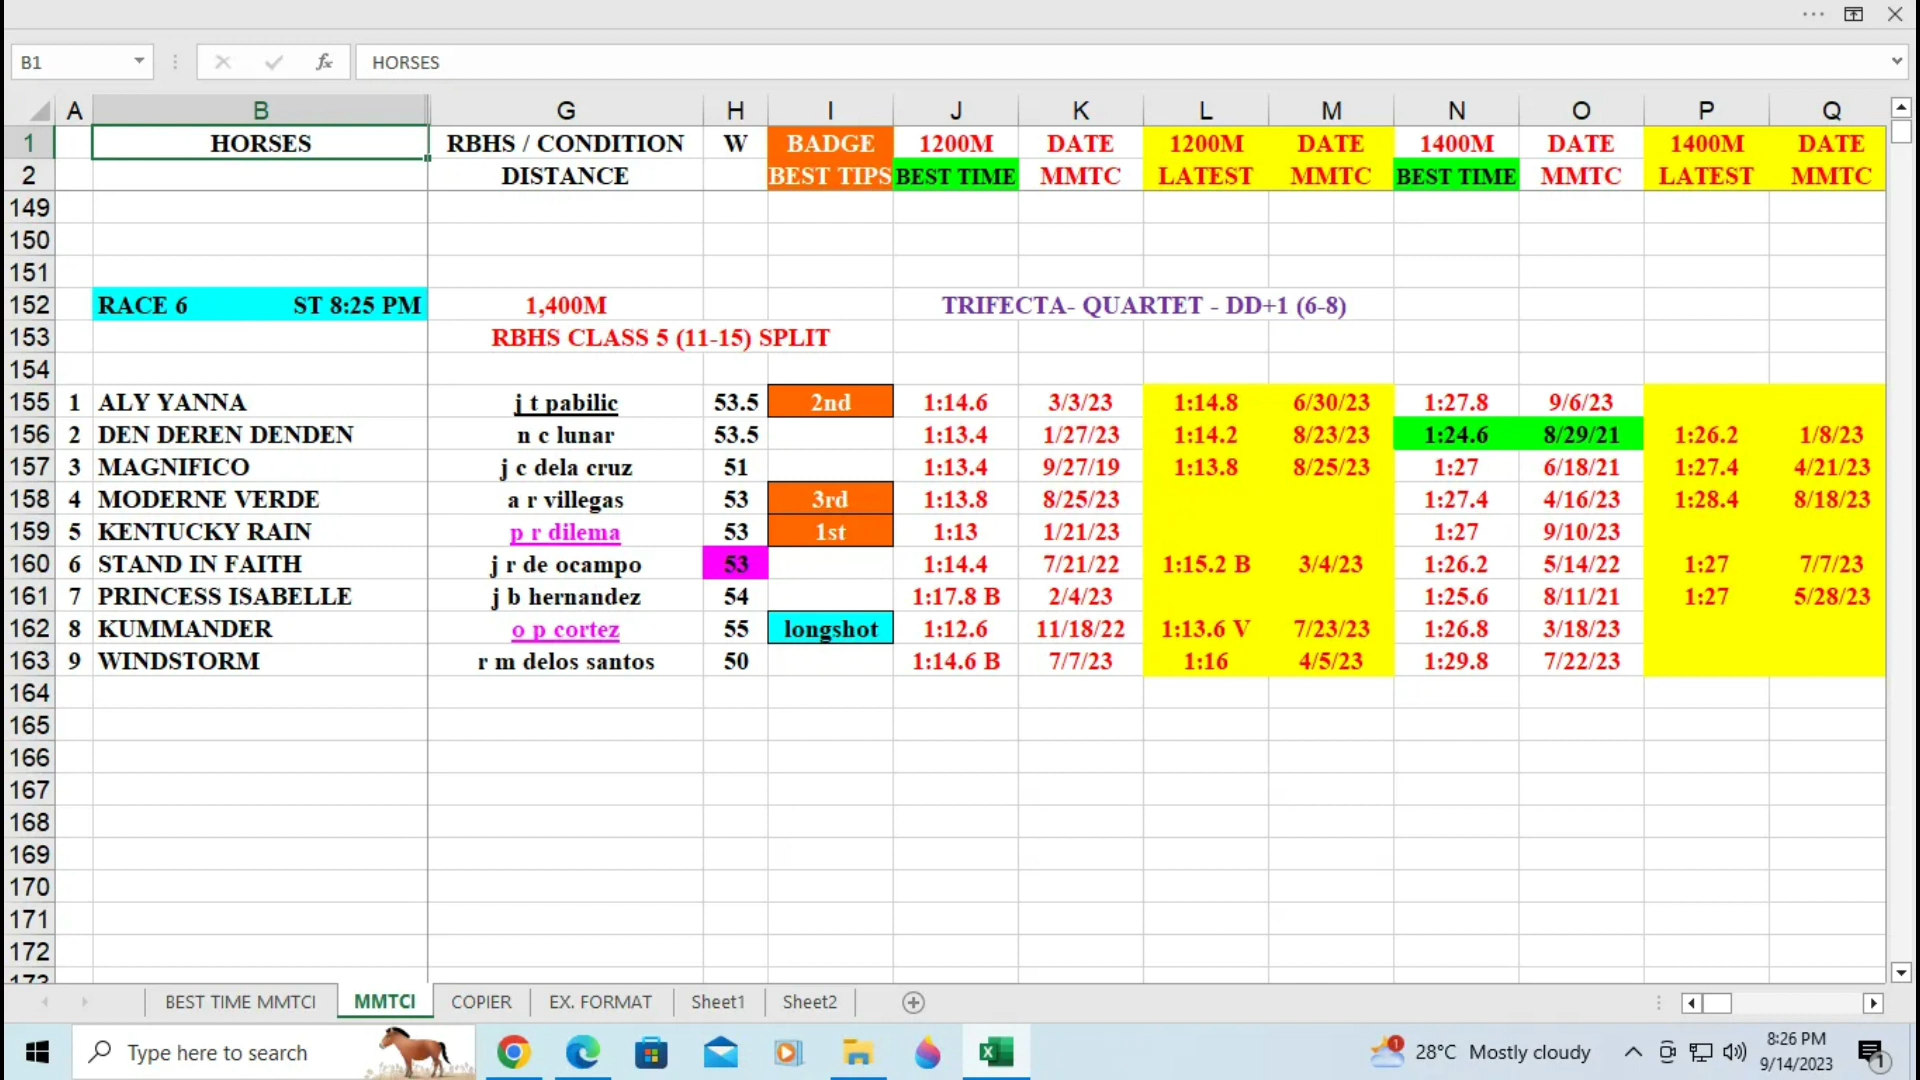 B1 fx HORSES
A B G H I J K L M N O P Q
1 HORSES RBHS / CONDITION W BADGE 1200M DATE 1200M DATE 1400M DATE 1400M DATE
2 DISTANCE BEST TIPS BEST TIME MMTC LATEST MMTC BEST TIME MMTC LATEST MMTC
149
150
151
152 RACE 6 ST 8:25 PM 1,400M TRIFECTA- QUARTET - DD+1 (6-8)
153 RBHS CLASS 5 (11-15) SPLIT
154
155 1 ALY YANNA j t pabilic 53.5 2nd 1:14.6 3/3/23 1:14.8 6/30/23 1:27.8 9/6/23
156 2 DEN DEREN DENDEN n c lunar 53.5 1:13.4 1/27/23 1:14.2 8/23/23 1:24.6 8/29/21 1:26.2 1/8/23
157 3 MAGNIFICO j c dela cruz 51 1:13.4 9/27/19 1:13.8 8/25/23 1:27 6/18/21 1:27.4 4/21/23
158 4 MODERNE VERDE a r villegas 53 3rd 1:13.8 8/25/23 1:27.4 4/16/23 1:28.4 8/18/23
159 5 KENTUCKY RAIN p r dilema 53 1st 1:13 1/21/23 1:27 9/10/23
160 6 STAND IN FAITH j r de ocampo 53 1:14.4 7/21/22 1:15.2 B 3/4/23 1:26.2 5/14/22 1:27 7/7/23
161 7 PRINCESS ISABELLE j b hernandez 54 1:17.8 B 2/4/23 1:25.6 8/11/21 1:27 5/28/23
162 8 KUMMANDER o p cortez 55 longshot 1:12.6 11/18/22 1:13.6 V 7/23/23 1:26.8 3/18/23
163 9 WINDSTORM r m delos santos 50 1:14.6 B 7/7/23 1:16 4/5/23 1:29.8 7/22/23
164
165
166
167
168
169
170
171
172
173
BEST TIME MMTCI MMTCI COPIER EX. FORMAT Sheet1 Sheet2
Type here to search 1 28°C Mostly cloudy 8:26 PM
9/14/2023 1